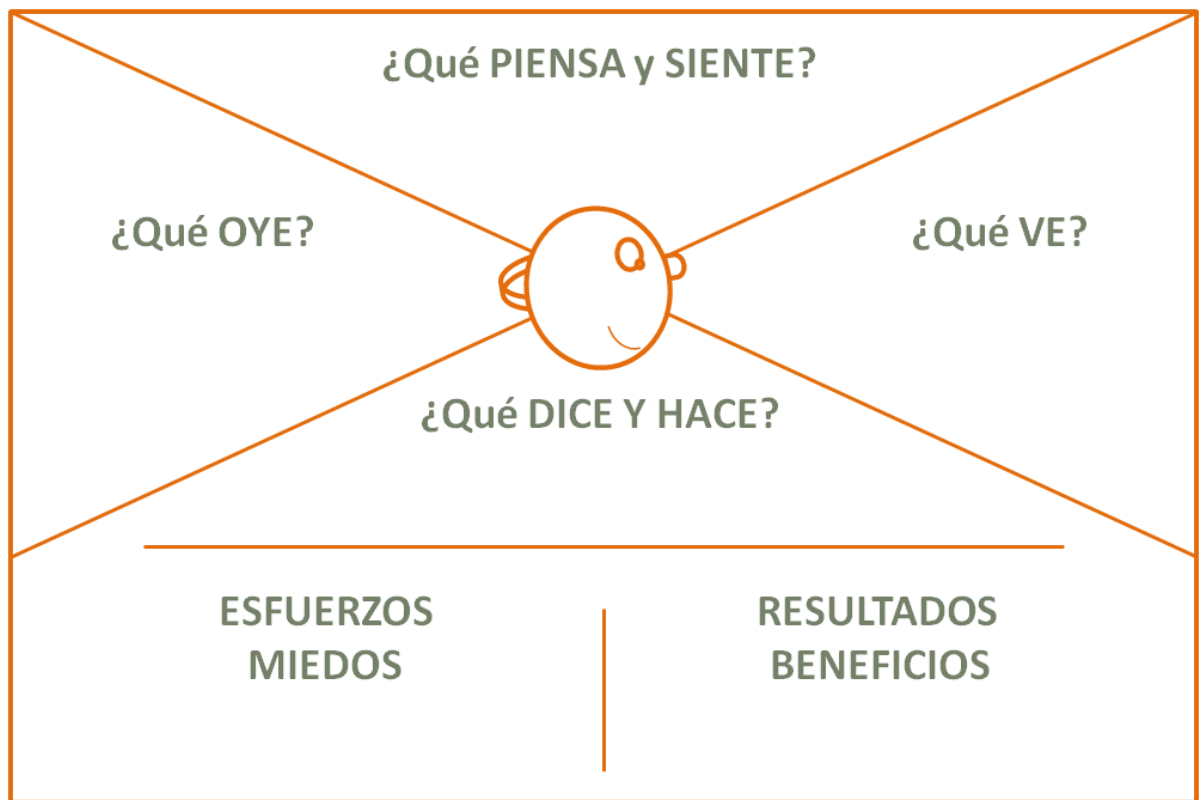 ¿Qué PIENSA y SIENTE?
¿Qué OYE?
¿Qué VE?
¿Qué DICE Y HACE?
ESFUERZOS
MIEDOS
RESULTADOS
BENEFICIOS